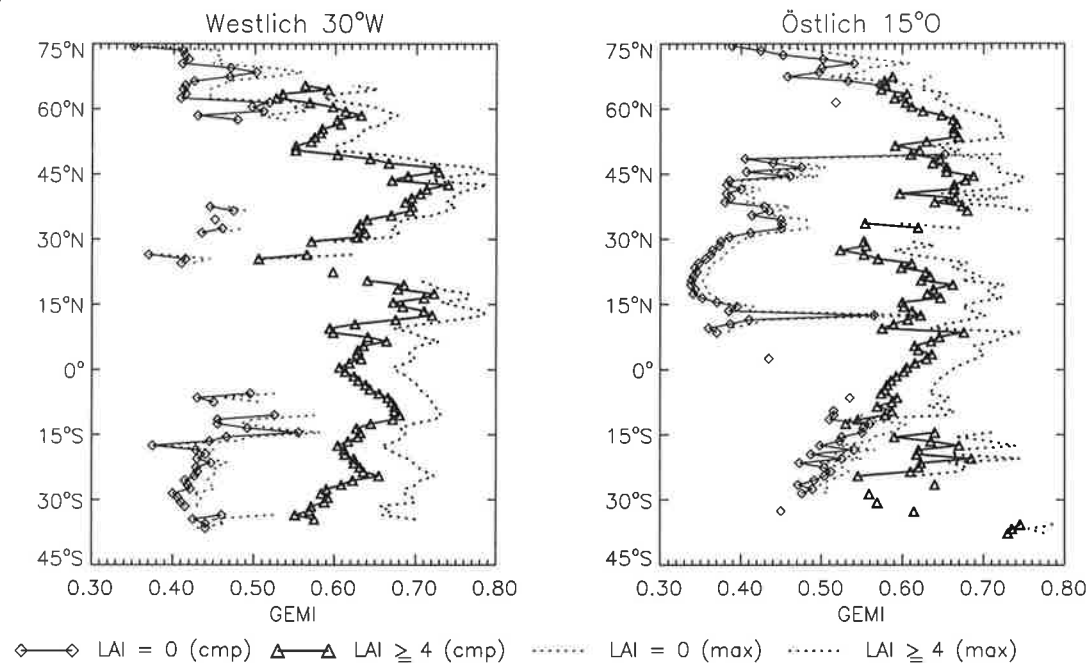 Westlich 30°W
75°N
60°N
45°N
30°N
15°N
0°
15°S
30°S
45°S
0.30 0.40 0.50 0.60 0.70 0.80
GEMI
Östlich 15°O
75°N
60°N
45°N
30°N
15°N
0°
15°S
30°S
45°S
0.30 0.40 0.50 0.60 0.70 0.80
GEMI
LAI = 0 (cmp) LAI ≧ 4 (cmp) LAI = 0 (max) LAI ≧ 4 (max)